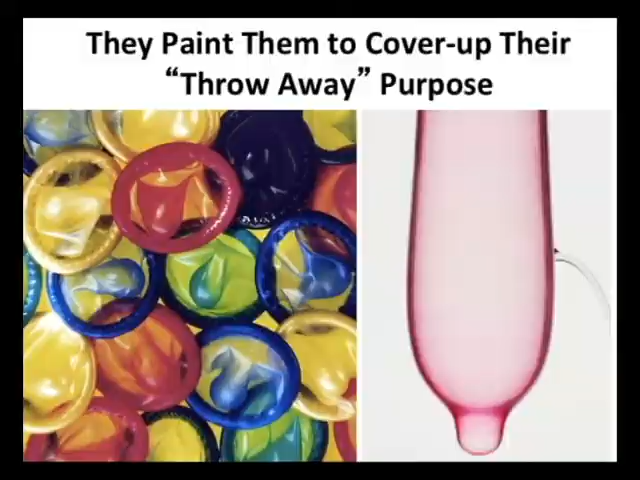 They Paint Them to Cover-up Their
“Throw Away” Purpose